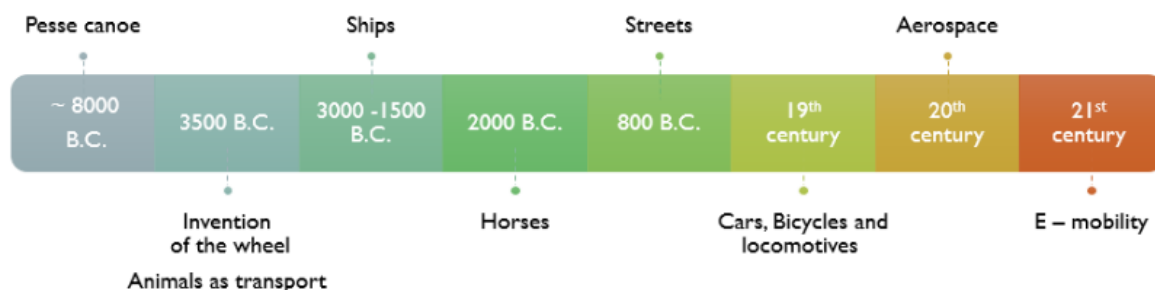 Pesse canoe
Ships
Streets
Aerospace
~ 8000
B.C.
3500 B.C.
3000 -1500
B.C.
2000 B.C.
800 B.C.
19th
century
20th
century
21st
century
Invention
of the wheel
Animals as transport
Horses
Cars, Bicycles and
locomotives
E – mobility